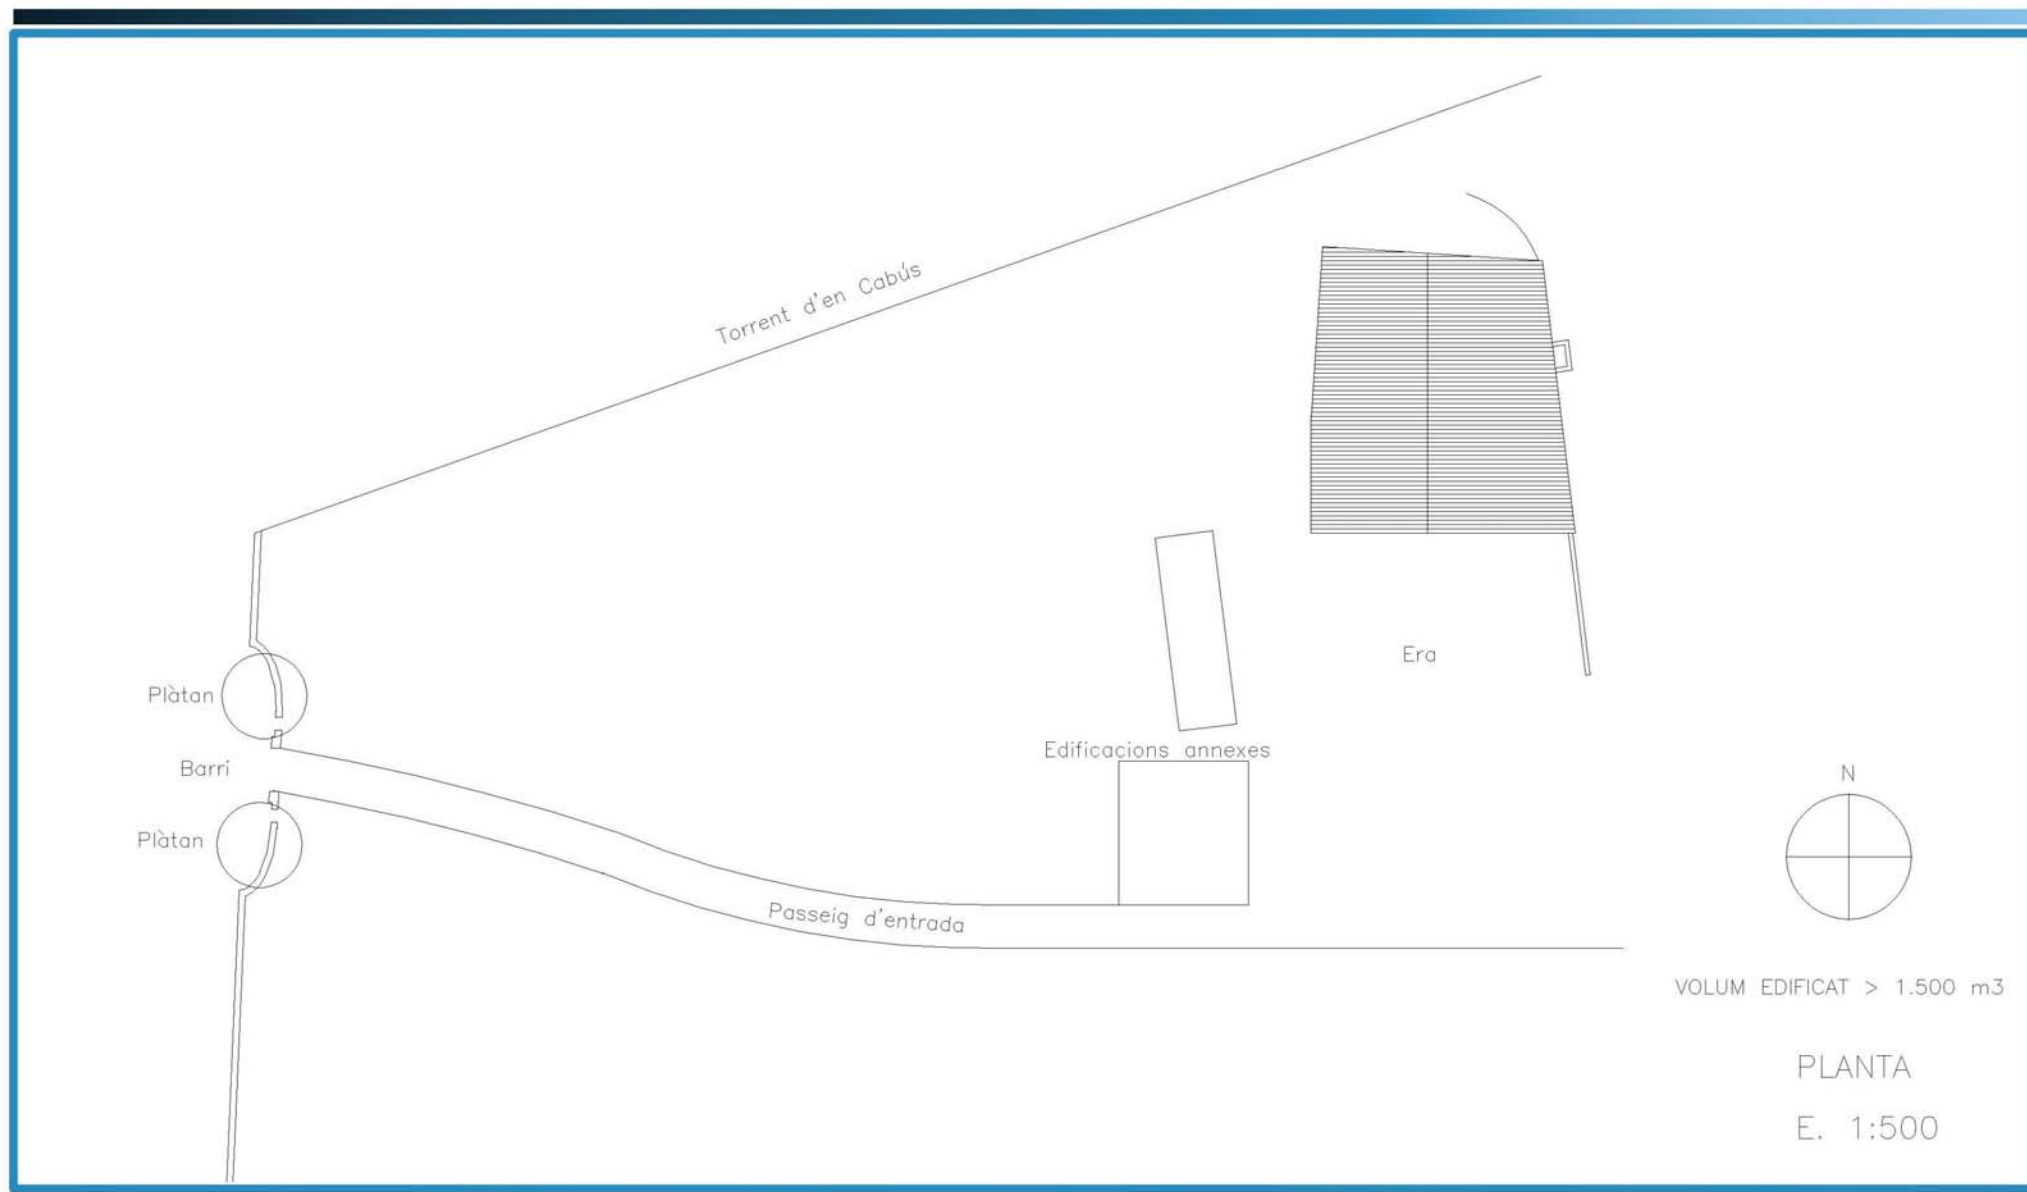 Torrent d'en Cabús
Era
Plàtan
Edificacions annexes
Barri
N
Plàtan
Passeig d'entrada
VOLUM EDIFICAT > 1.500 m3
PLANTA
E. 1:500